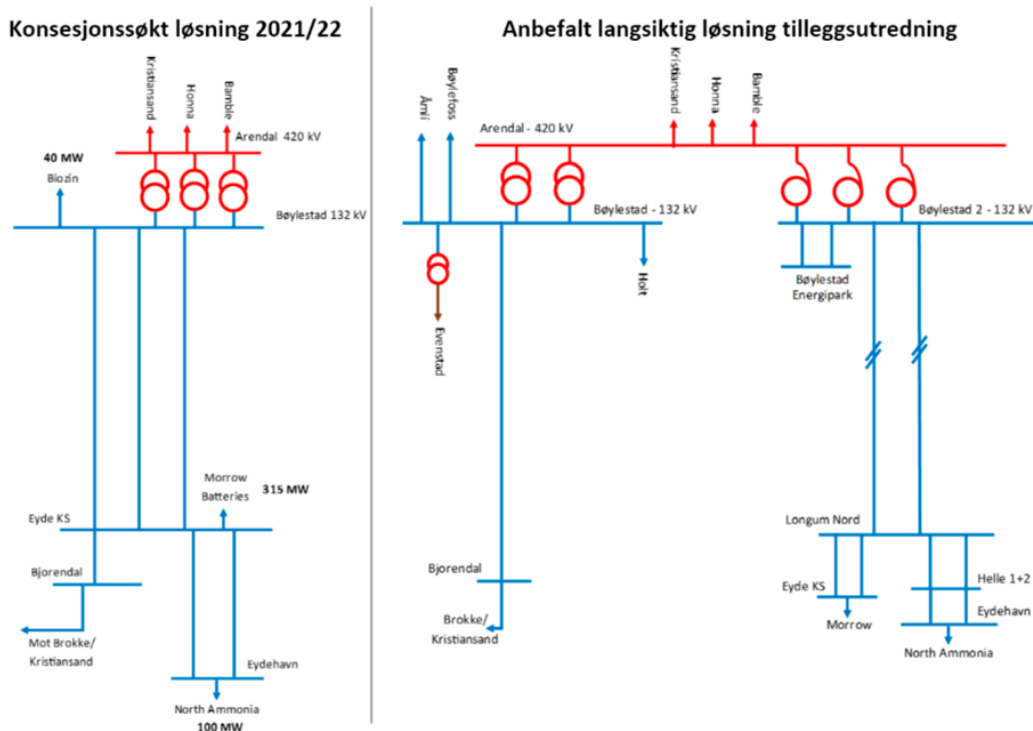 Konsesjonssøkt løsning 2021/22
Kristiansand
Honna
Bamble
Arendal 420 kV
40 MW
Biozin
Bøylestad 132 kV
Morrow
Batteries
315 MW
Eyde KS
Bjorendal
Mot Brokke/
Kristiansand
Eydehavn
North Ammonia
100 MW
Anbefalt langsiktig løsning tilleggsutredning
Åmli
Bøylefoss
Kristiansand
Honna
Bamble
Arendal - 420 kV
Bøylestad - 132 kV
Bøylestad 2 - 132 kV
Evenstad
Holt
Bøylestad
Energipark
Longum Nord
Bjorendal
Brokke/
Kristiansand
Eyde KS
Morrow
Helle 1+2
Eydehavn
North Ammonia